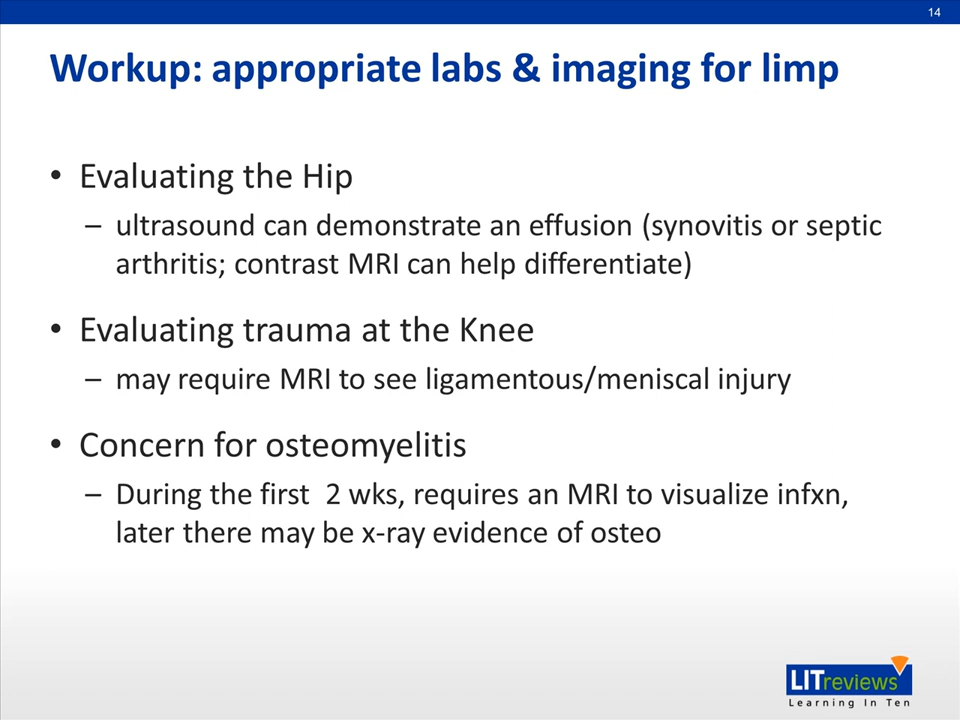 14
Workup: appropriate labs & imaging for limp
• Evaluating the Hip
– ultrasound can demonstrate an effusion (synovitis or septic
arthritis; contrast MRI can help differentiate)
• Evaluating trauma at the Knee
– may require MRI to see ligamentous/meniscal injury
• Concern for osteomyelitis
– During the first  2 wks, requires an MRI to visualize infxn,
later there may be x-ray evidence of osteo
LITreviews
Learning In Ten